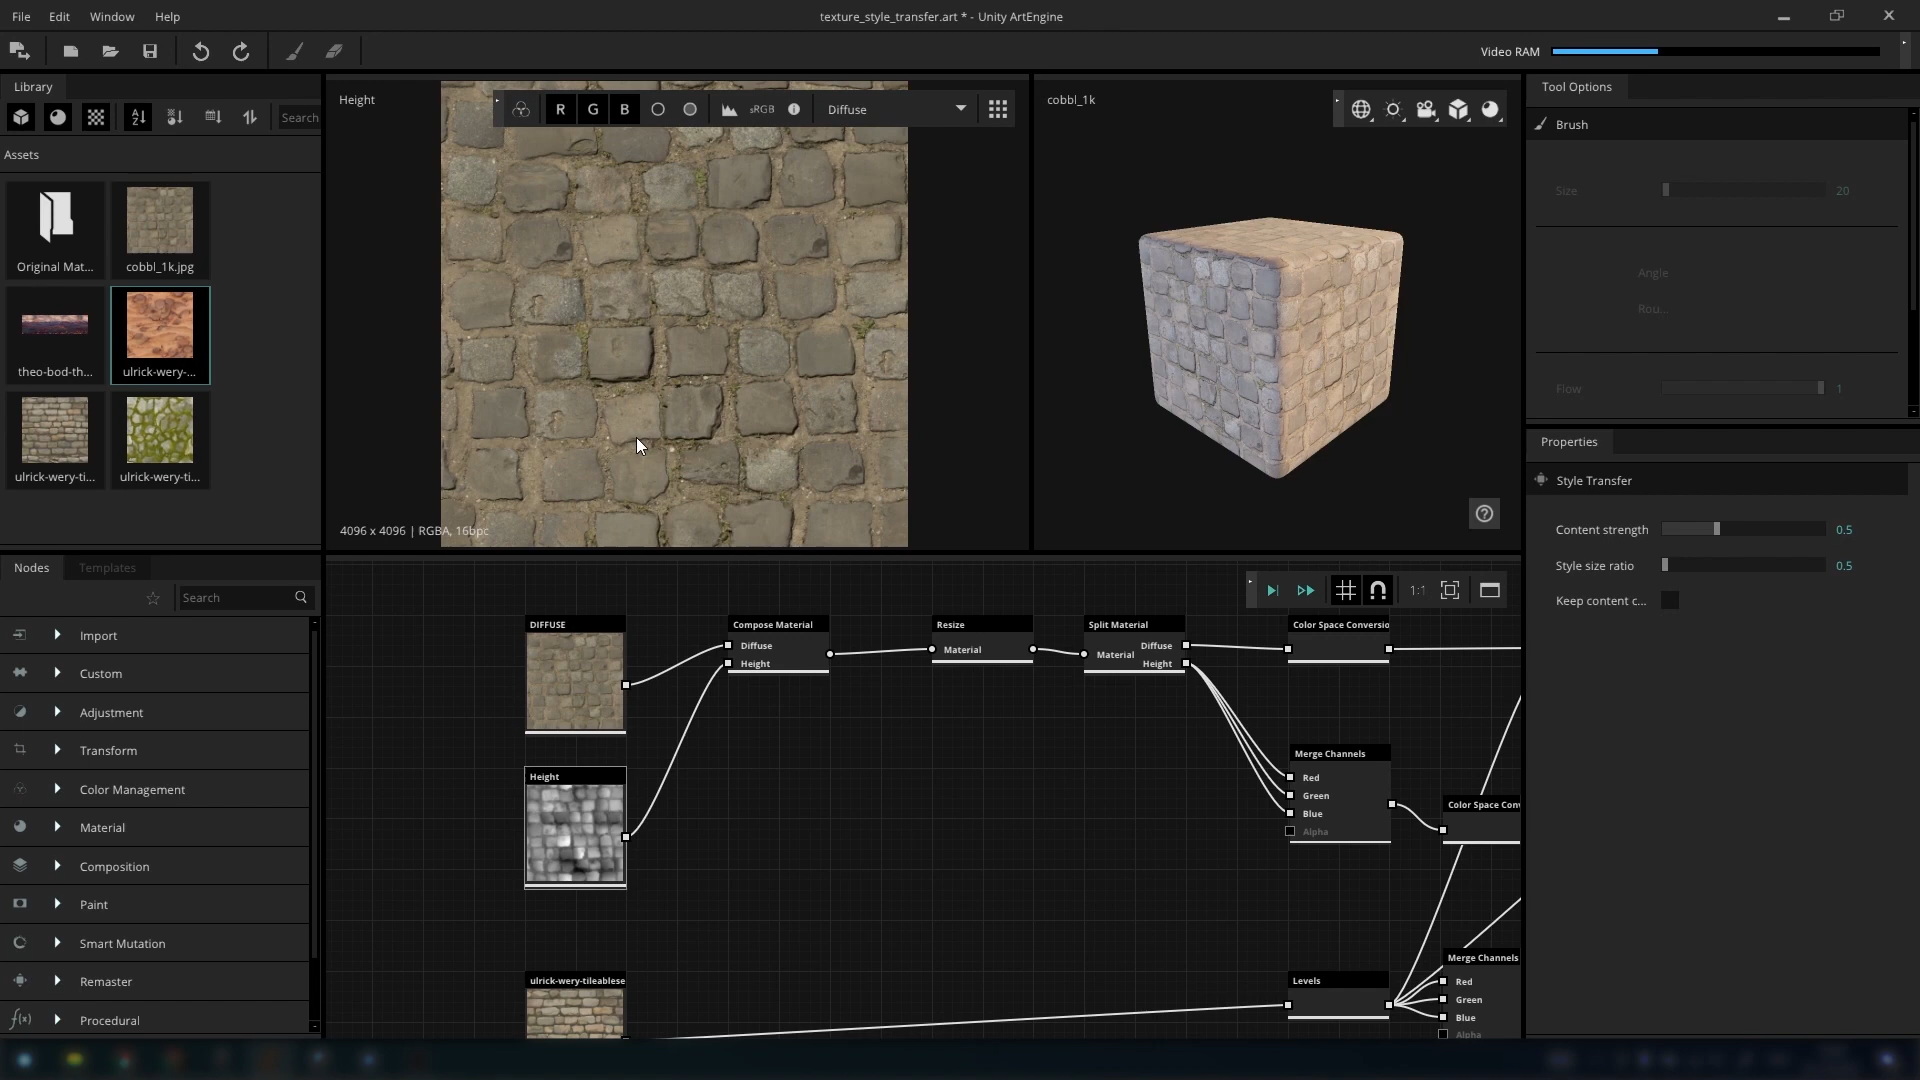 File Edit Window Help
texture_style_transfer.art * - Unity ArtEngine
Video RAM
Library
Search
Assets
Original Mat...
cobbl_1k.jpg
theo-bod-th...
ulrick-wery-...
ulrick-wery-ti...
ulrick-wery-ti...
Height
R G B
sRGB
Diffuse
4096 x 4096 | RGBA, 16bpc
cobbl_1k
Tool Options
Brush
Size 20
Angle
Rou...
Flow 1
Properties
Style Transfer
Content strength 0.5
Style size ratio 0.5
Keep content c...
Nodes Templates
Search
Import
Custom
Adjustment
Transform
Color Management
Material
Composition
Paint
Smart Mutation
Remaster
f(x) Procedural
1:1
DIFFUSE
Height
ulrick-wery-tileablese
Compose Material
Diffuse
Height
Resize
Material
Split Material
Diffuse
Material
Height
Color Space Conversio
Merge Channels
Red
Green
Blue
Alpha
Color Space Conv
Levels
Merge Channels
Red
Green
Blue
Alpha